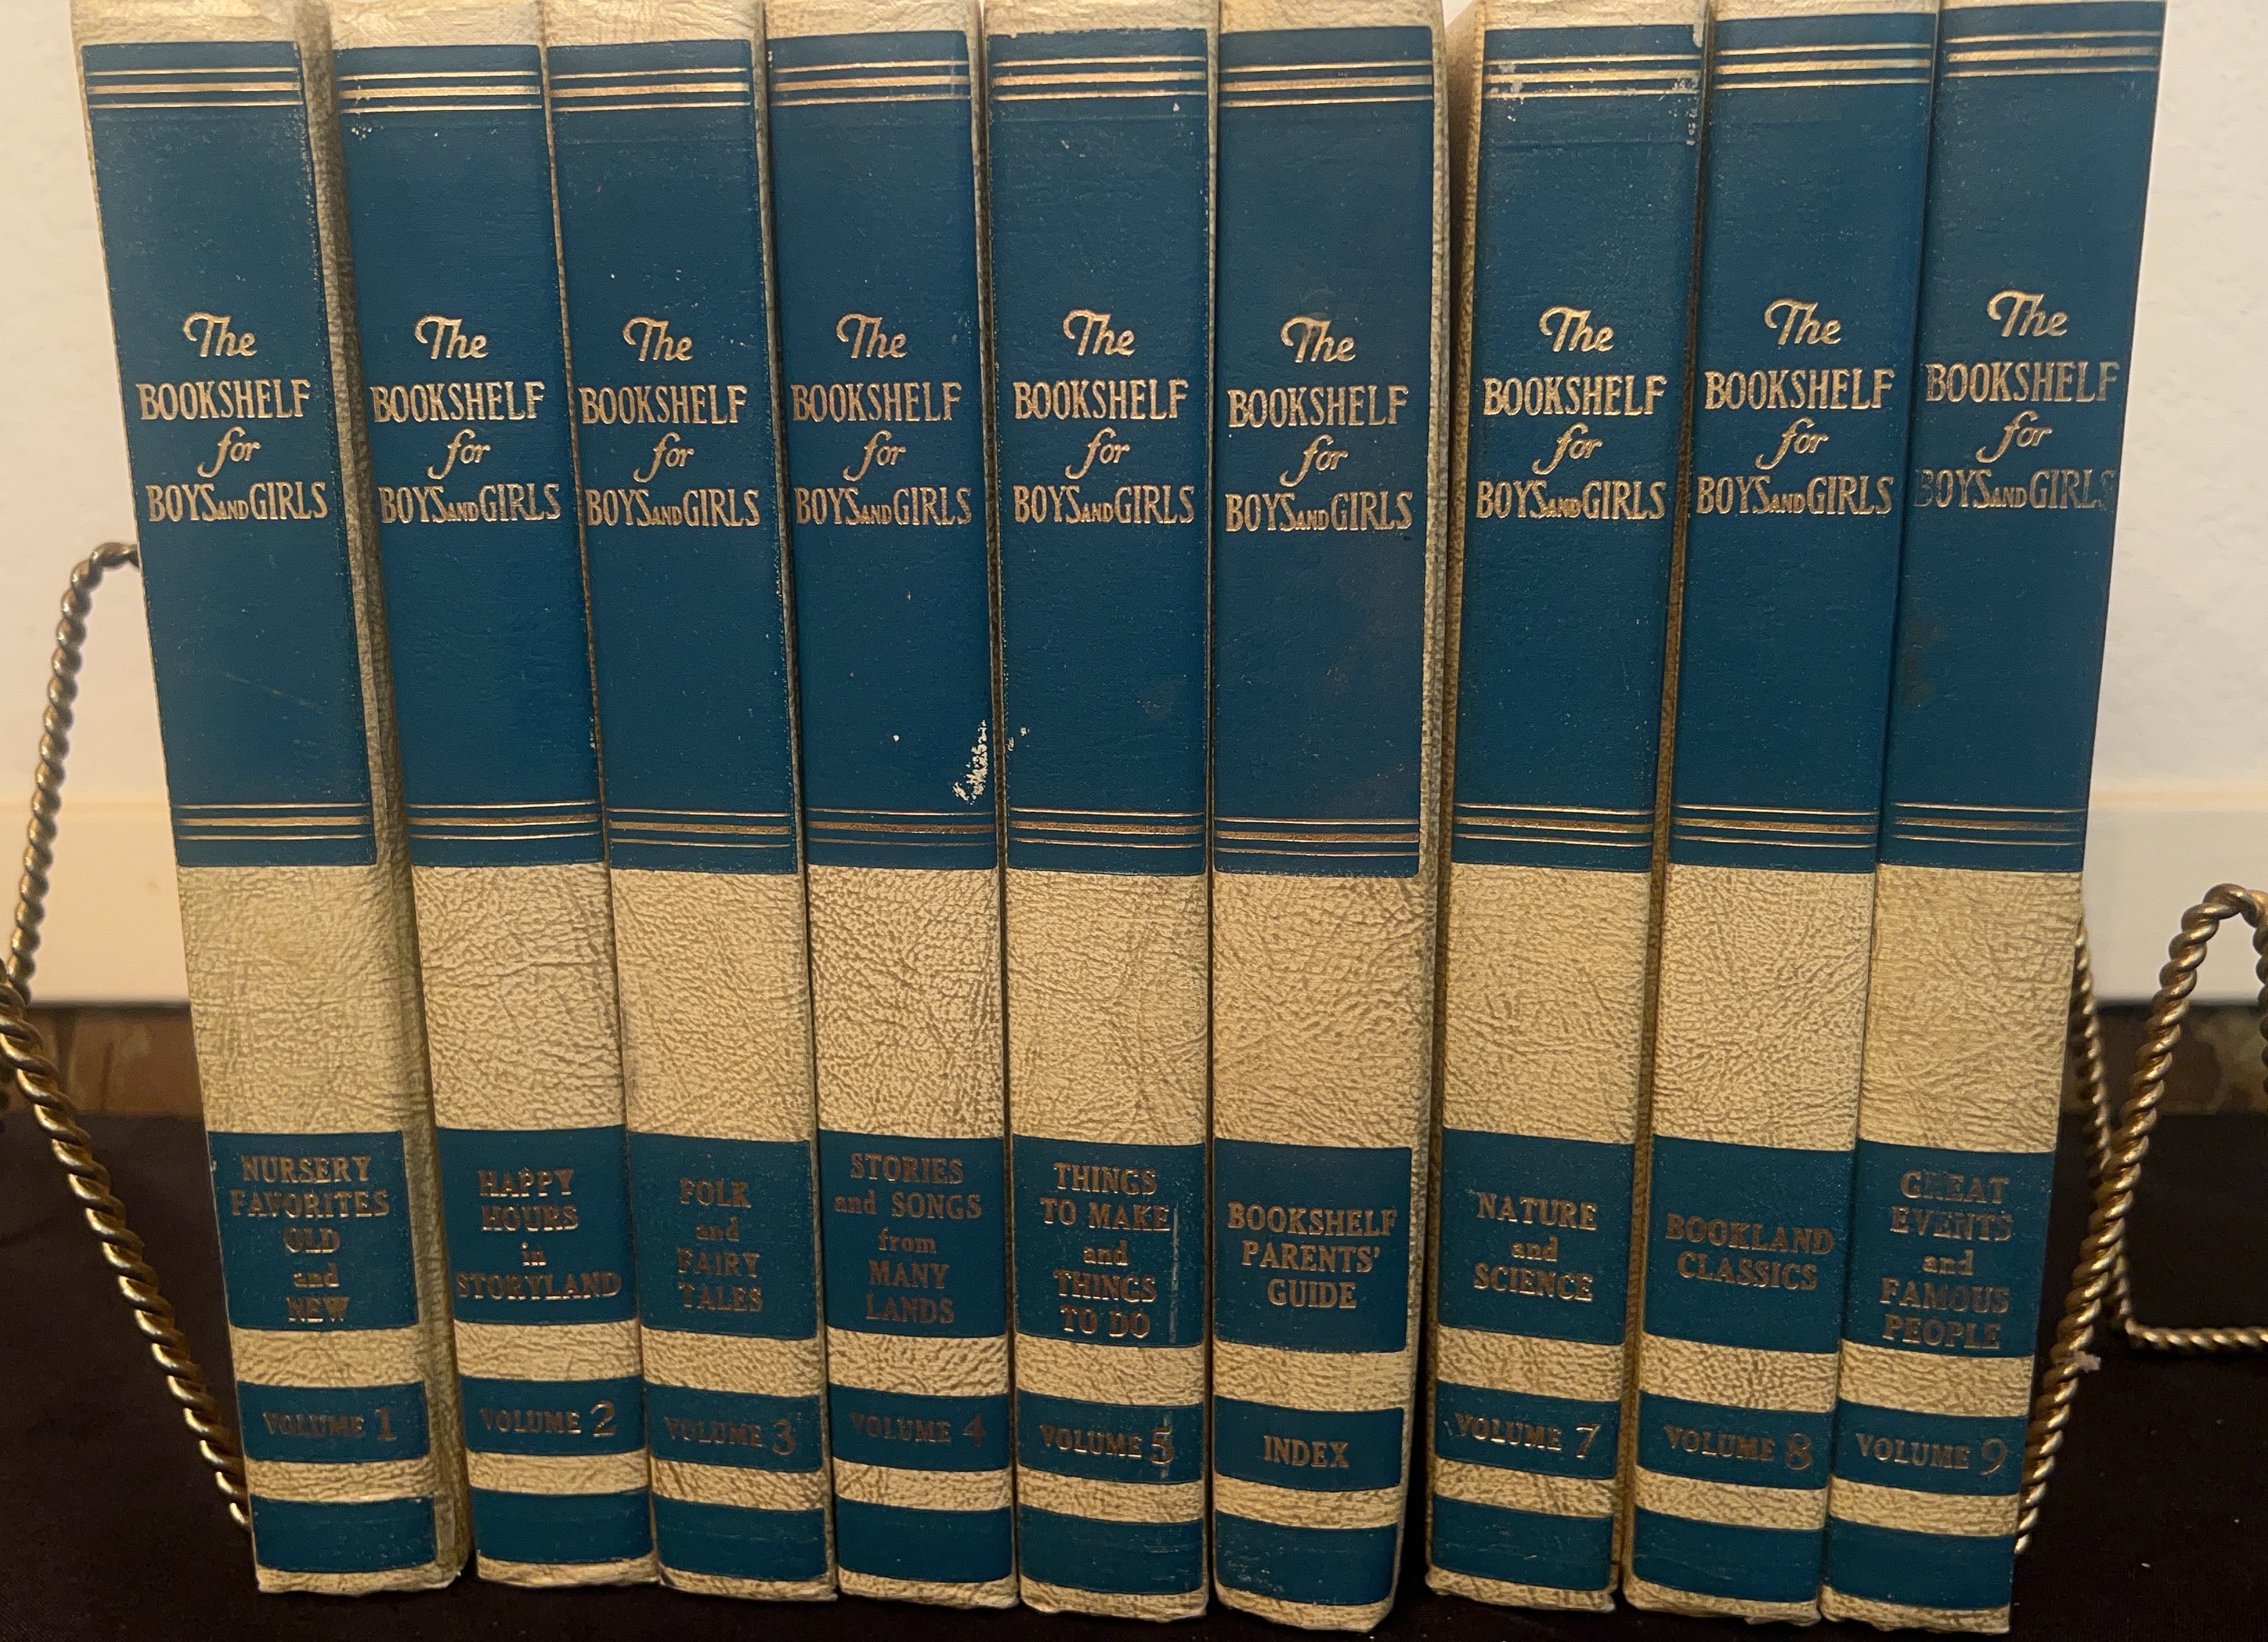 The
BOOKSHELF
for
BOYS AND GIRLS
NURSERY
FAVORITES
OLD
and
NEW
VOLUME 1
The
BOOKSHELF
for
BOYS AND GIRLS
HAPPY
HOURS
in
STORYLAND
VOLUME 2
The
BOOKSHELF
for
BOYS AND GIRLS
FOLK
and
FAIRY
TALES
VOLUME 3
The
BOOKSHELF
for
BOYS AND GIRLS
STORIES
and SONGS
from
MANY
LANDS
VOLUME 4
The
BOOKSHELF
for
BOYS AND GIRLS
THINGS
TO MAKE
and
THINGS
TO DO
VOLUME 5
The
BOOKSHELF
for
BOYS AND GIRLS
BOOKSHELF
PARENTS'
GUIDE
INDEX
The
BOOKSHELF
for
BOYS AND GIRLS
NATURE
and
SCIENCE
VOLUME 7
The
BOOKSHELF
for
BOYS AND GIRLS
BOOKLAND
CLASSICS
VOLUME 8
The
BOOKSHELF
for
BOYS AND GIRLS
GREAT
EVENTS
and
FAMOUS
PEOPLE
VOLUME 9